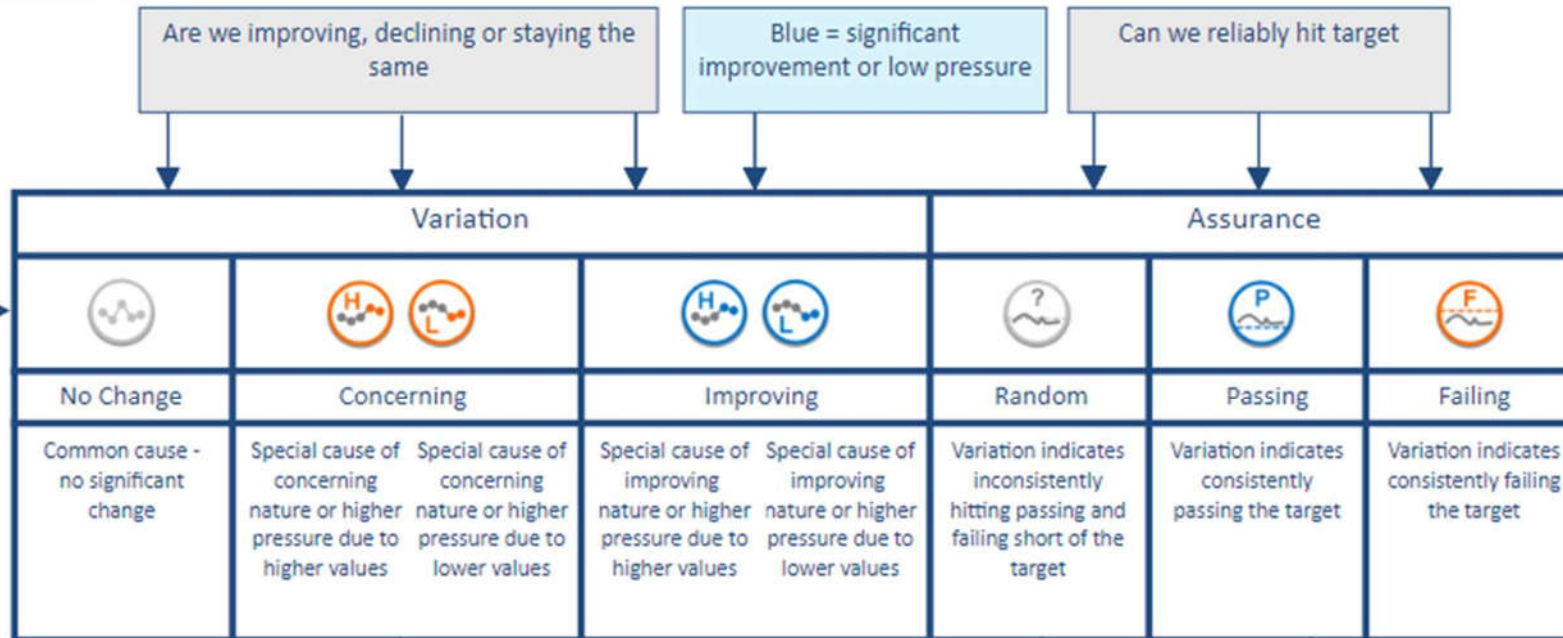 Are we improving, declining or staying the
same
Blue = significant
improvement or low pressure
Can we reliably hit target
Variation
Assurance
H
L
H
L
?
P
F
No Change
Concerning
Improving
Random
Passing
Failing
Common cause -
no significant
change
Special cause of
concerning
nature or higher
pressure due to
higher values
Special cause of
concerning
nature or higher
pressure due to
lower values
Special cause of
improving
nature or higher
pressure due to
higher values
Special cause of
improving
nature or higher
pressure due to
lower values
Variation indicates
inconsistently
hitting passing and
failing short of the
target
Variation indicates
consistently
passing the target
Variation indicates
consistently failing
the target